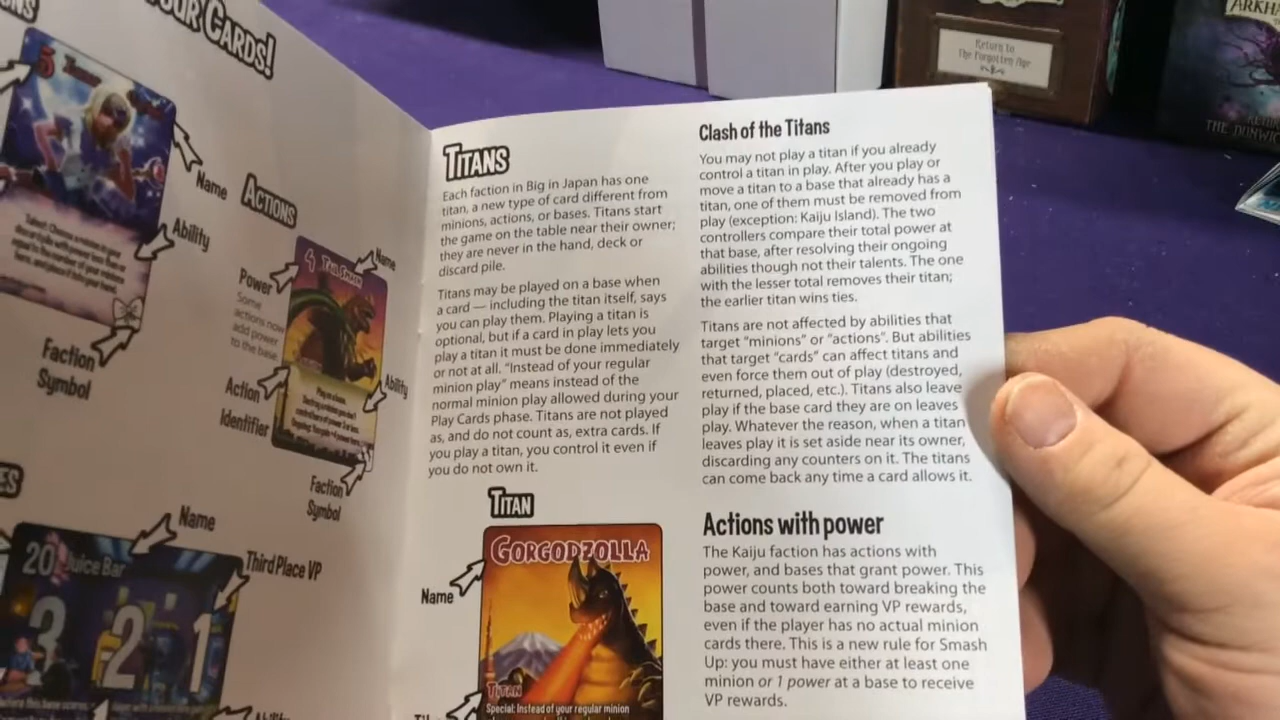 YOUR CARDS!
5
Name
Ability
Faction
Symbol
ACTIONS
Power
Some
actions now
add power
to the base.
4 TAIL SMACK
Name
Action
Identifier
Ability
Faction
Symbol
Name
Third Place VP
20 Juice Bar
3 2 1
TITANS
Each faction in Big in Japan has one
titan, a new type of card different from
minions, actions, or bases. Titans start
the game on the table near their owner;
they are never in the hand, deck or
discard pile.
Titans may be played on a base when
a card — including the titan itself, says
you can play them. Playing a titan is
optional, but if a card in play lets you
play a titan it must be done immediately
or not at all. “Instead of your regular
minion play” means instead of the
normal minion play allowed during your
Play Cards phase. Titans are not played
as, and do not count as, extra cards. If
you play a titan, you control it even if
you do not own it.
TITAN
Name
GORGODZOLLA
TITAN
Special: Instead of your regular minion
Clash of the Titans
You may not play a titan if you already
control a titan in play. After you play or
move a titan to a base that already has a
titan, one of them must be removed from
play (exception: Kaiju Island). The two
controllers compare their total power at
that base, after resolving their ongoing
abilities though not their talents. The one
with the lesser total removes their titan;
the earlier titan wins ties.
Titans are not affected by abilities that
target “minions” or “actions”. But abilities
that target “cards” can affect titans and
even force them out of play (destroyed,
returned, placed, etc.). Titans also leave
play if the base card they are on leaves
play. Whatever the reason, when a titan
leaves play it is set aside near its owner,
discarding any counters on it. The titans
can come back any time a card allows it.
Actions with power
The Kaiju faction has actions with
power, and bases that grant power. This
power counts both toward breaking the
base and toward earning VP rewards,
even if the player has no actual minion
cards there. This is a new rule for Smash
Up: you must have either at least one
minion or 1 power at a base to receive
VP rewards.
Return to
The Forgotten Age
ARKHA
THE DUNW